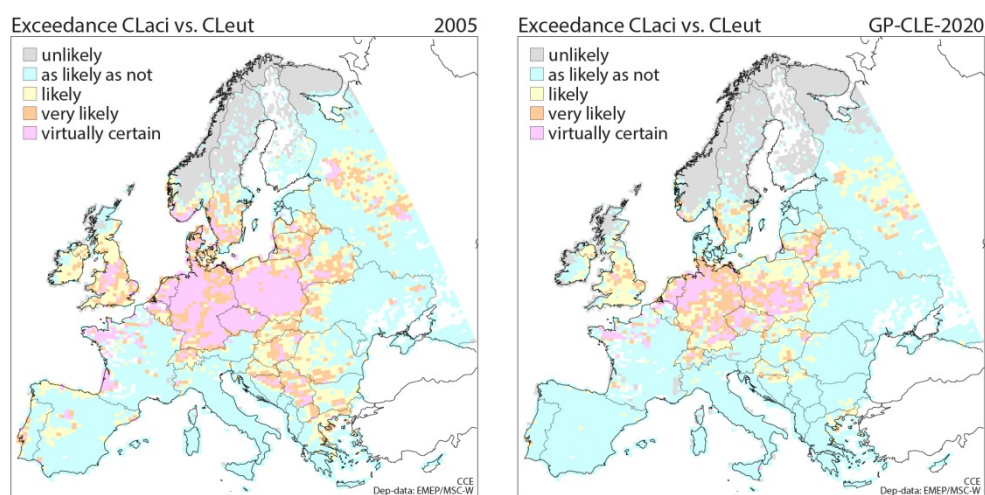 Exceedance CLaci vs. CLeut 2005
unlikely
as likely as not
likely
very likely
virtually certain
CCE
Dep-data: EMEP/MSC-W
Exceedance CLaci vs. CLeut GP-CLE-2020
unlikely
as likely as not
likely
very likely
virtually certain
CCE
Dep-data: EMEP/MSC-W